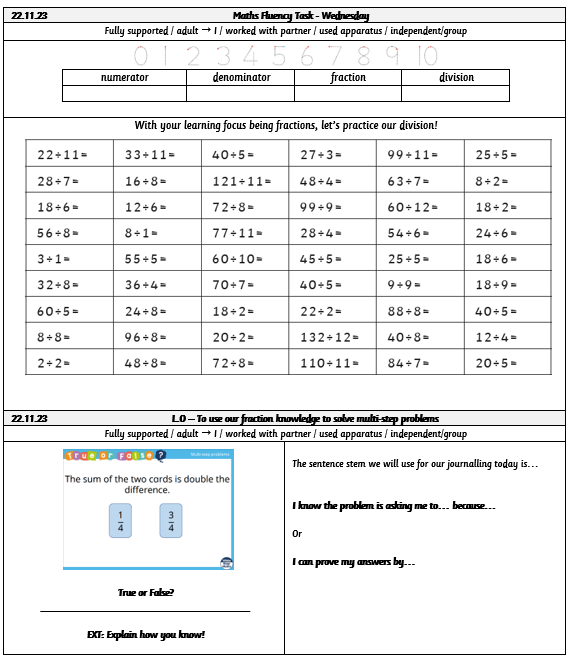 22.11.23 Maths Fluency Task - Wednesday
Fully supported / adult → I / worked with partner / used apparatus / independent/group
0 1 2 3 4 5 6 7 8 9 10
numerator denominator fraction division
With your learning focus being fractions, let's practice our division!
22÷11= 33÷11= 40÷5= 27÷3= 99÷11= 25÷5=
28÷7= 16÷8= 121÷11= 48÷4= 63÷7= 8÷2=
18÷6= 12÷6= 72÷8= 99÷9= 60÷12= 18÷2=
56÷8= 8÷1= 77÷11= 28÷4= 54÷6= 24÷6=
3÷1= 55÷5= 60÷10= 45÷5= 25÷5= 18÷6=
32÷8= 36÷4= 70÷7= 40÷5= 9÷9= 18÷9=
60÷5= 24÷8= 18÷2= 22÷2= 88÷8= 40÷5=
8÷8= 96÷8= 20÷2= 132÷12= 40÷8= 12÷4=
2÷2= 48÷8= 72÷8= 110÷11= 84÷7= 20÷5=
22.11.23 L.O – To use our fraction knowledge to solve multi-step problems
Fully supported / adult → I / worked with partner / used apparatus / independent/group
True or False? Multi-step problems
The sum of the two cards is double the
difference.
1/4 3/4
True or False?
EXT: Explain how you know!
The sentence stem we will use for our journalling today is…
I know the problem is asking me to… because…
Or
I can prove my answers by…